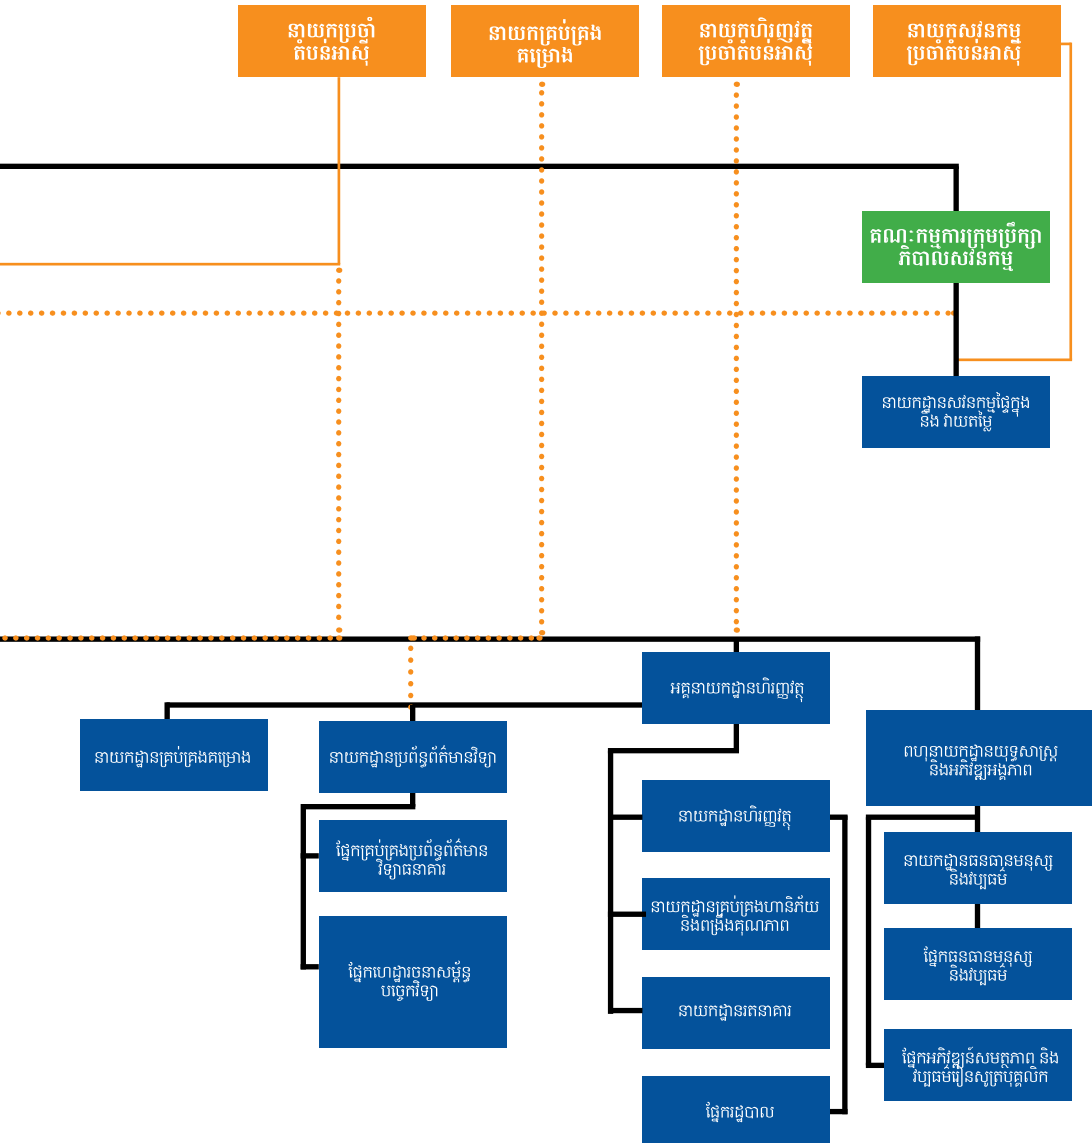 នាយកប្រចាំ
តំបន់អាស៊ី
នាយកគ្រប់គ្រង
គម្រោង
នាយកហិរញវត្ថុ
ប្រចាំតំបន់អាស៊ី
នាយកសវនកម្ម
ប្រចាំតំបន់អាស៊ី
គណៈកម្មការក្រុមប្រឹក្សា
ភិបាលសវនកម្ម
នាយកដ្ឋានសវនកម្មផ្ទៃក្នុង
និង វាយតម្លៃ
អគ្គនាយកដ្ឋានហិរញ្ញវត្ថុ
នាយកដ្ឋានគ្រប់គ្រងគម្រោង
នាយកដ្ឋានប្រព័ន្ធព័ត៌មានវិទ្យា
ពហុនាយកដ្ឋានយុទ្ធសាស្ត្រ
និងអភិវឌ្ឍអង្គភាព
ផ្នែកគ្រប់គ្រងប្រព័ន្ធព័ត៌មាន
វិទ្យាធនាគារ
នាយកដ្ឋានហិរញ្ញវត្ថុ
នាយកដ្ឋានធនធានមនុស្ស
និងវប្បធម៌
ផ្នែកហេដ្ឋារចនាសម្ព័ន្ធ
បច្ចេកវិទ្យា
នាយកដ្ឋានគ្រប់គ្រងហានិភ័យ
និងពង្រឹងគុណភាព
ផ្នែកធនធានមនុស្ស
និងវប្បធម៌
នាយកដ្ឋានរតនាគារ
ផ្នែកអភិវឌ្ឍន៍សមត្ថភាព និង
វប្បធម៌រៀនសូត្របុគ្គលិក
ផ្នែករដ្ឋបាល